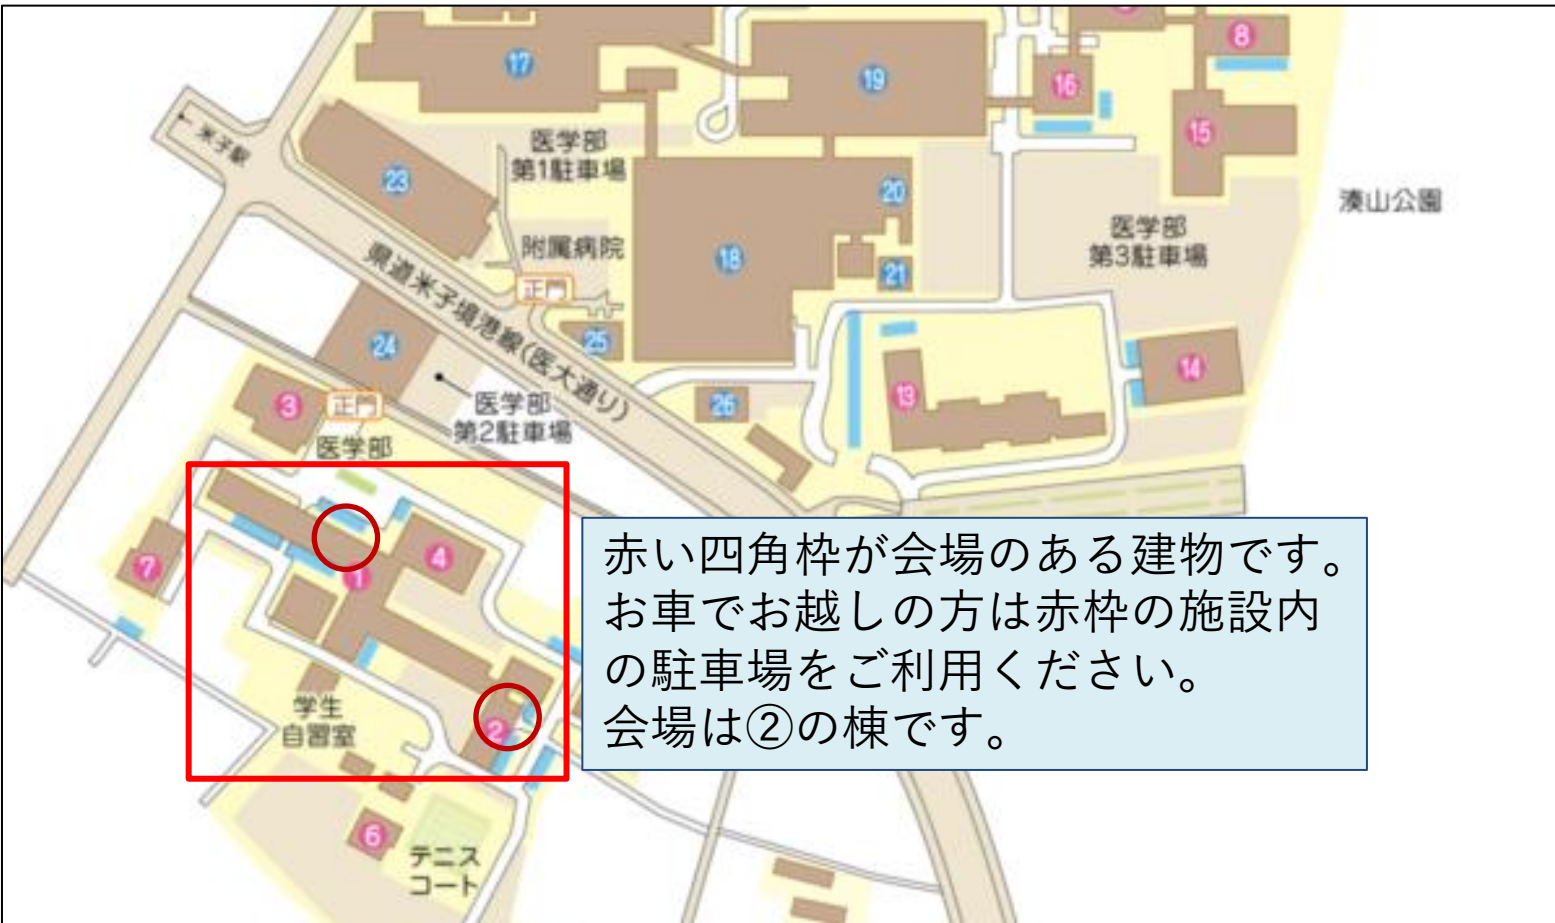 8
17
19
16
15
←米子駅
医学部
第1駐車場
23
20
湊山公園
医学部
第3駐車場
附属病院
18
21
県道米子境港線(医大通り)
正門
25
24
14
3
正門
医学部
第2駐車場
26
13
医学部
4
7
1
赤い四角枠が会場のある建物です。
お車でお越しの方は赤枠の施設内
の駐車場をご利用ください。
会場は②の棟です。
学生
自習室
2
6
テニス
コート